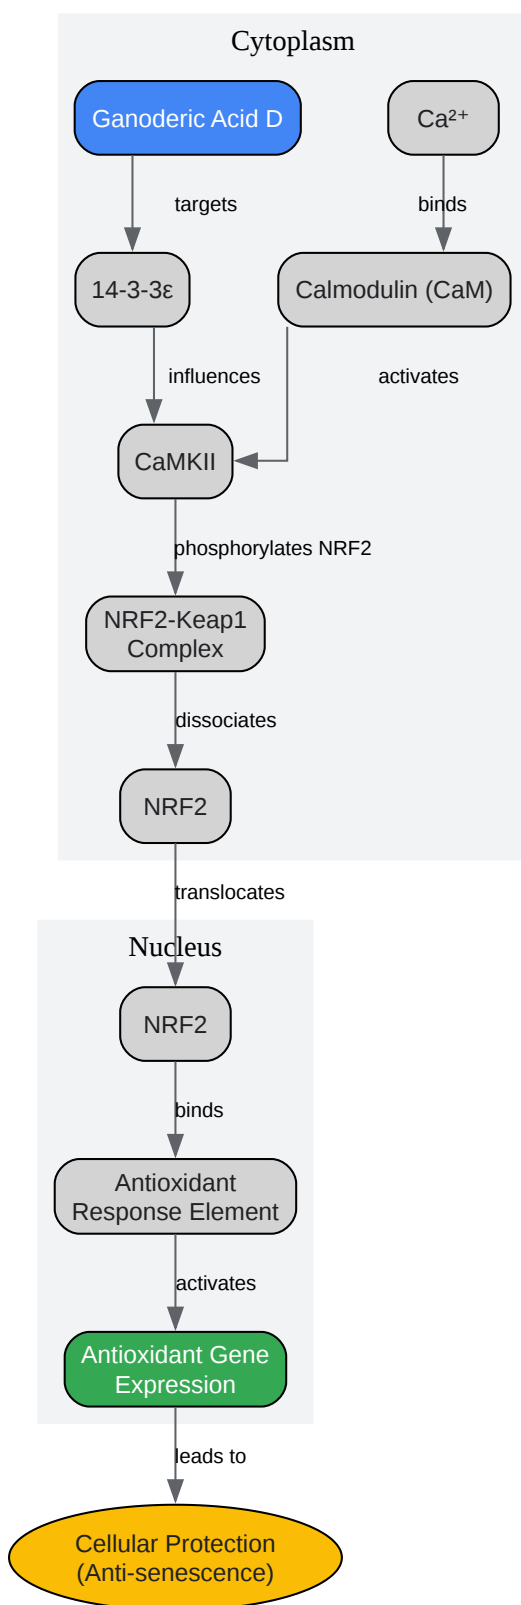 Cytoplasm
Ganoderic Acid D
Ca²⁺
targets
binds
14-3-3ε
Calmodulin (CaM)
influences
activates
CaMKII
phosphorylates NRF2
NRF2-Keap1
Complex
dissociates
NRF2
translocates
Nucleus
NRF2
binds
Antioxidant
Response Element
activates
Antioxidant Gene
Expression
leads to
Cellular Protection
(Anti-senescence)